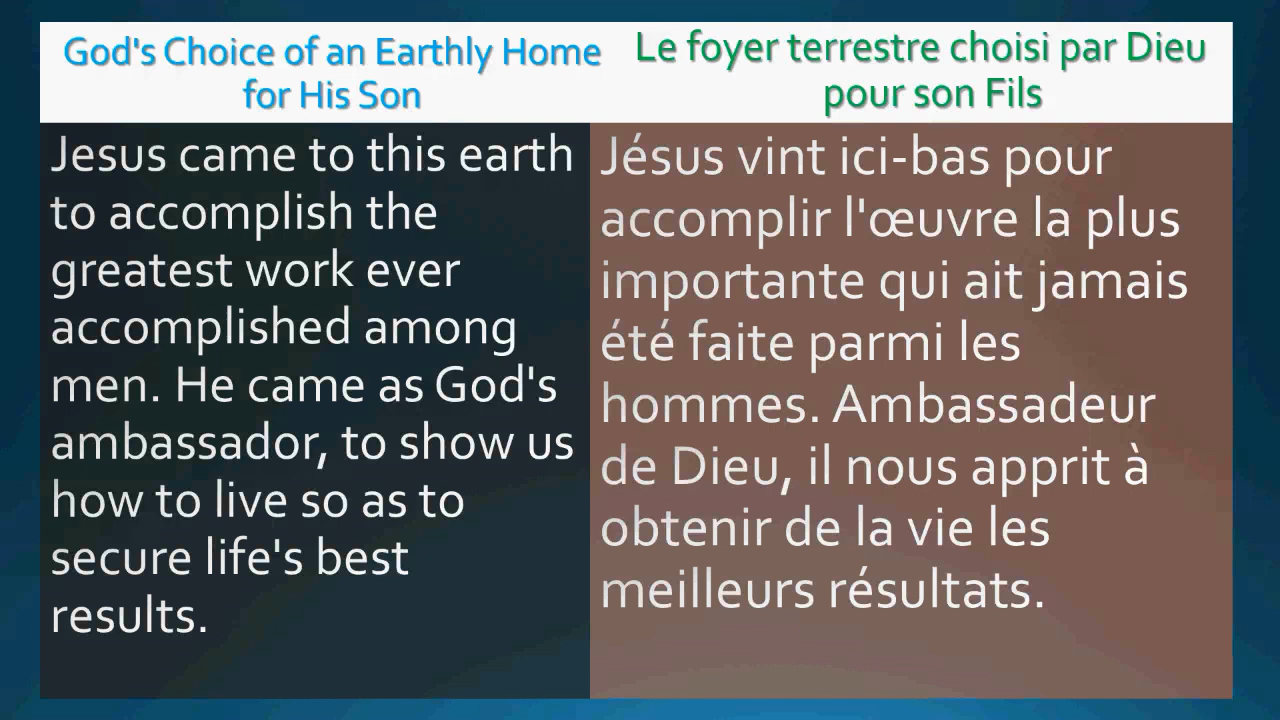 God's Choice of an Earthly Home
for His Son
Le foyer terrestre choisi par Dieu
pour son Fils
Jesus came to this earth
to accomplish the
greatest work ever
accomplished among
men. He came as God's
ambassador, to show us
how to live so as to
secure life's best
results.
Jésus vint ici-bas pour
accomplir l'œuvre la plus
importante qui ait jamais
été faite parmi les
hommes. Ambassadeur
de Dieu, il nous apprit à
obtenir de la vie les
meilleurs résultats.